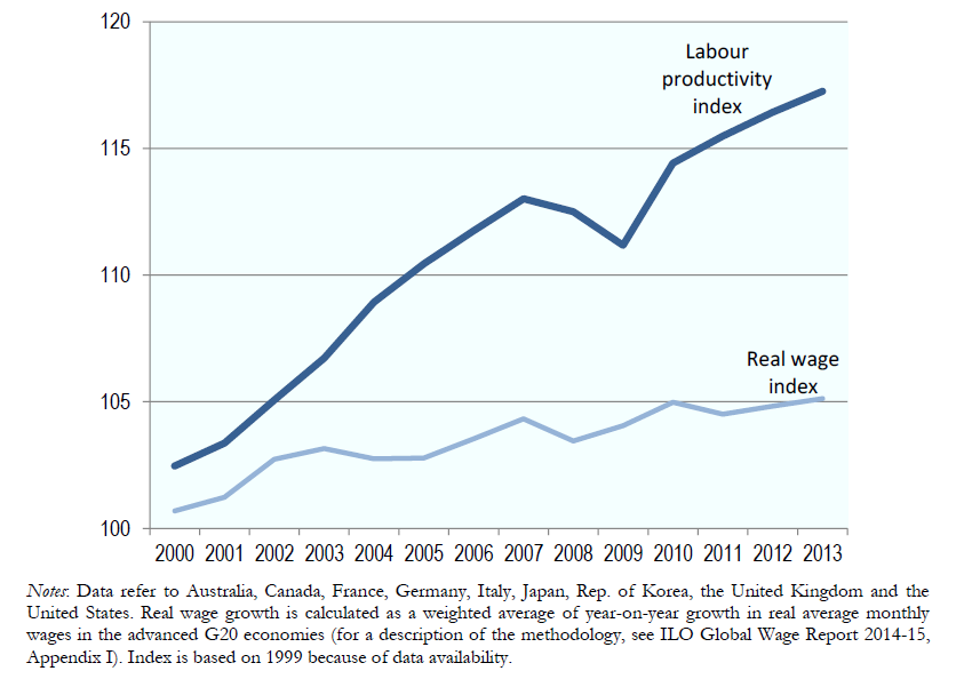 120
Labour
productivity
index
115
110
Real wage
index
105
100
2000 2001 2002 2003 2004 2005 2006 2007 2008 2009 2010 2011 2012 2013
Notes: Data refer to Australia, Canada, France, Germany, Italy, Japan, Rep. of Korea, the United Kingdom and the
United States. Real wage growth is calculated as a weighted average of year-on-year growth in real average monthly
wages in the advanced G20 economies (for a description of the methodology, see ILO Global Wage Report 2014-15,
Appendix I). Index is based on 1999 because of data availability.